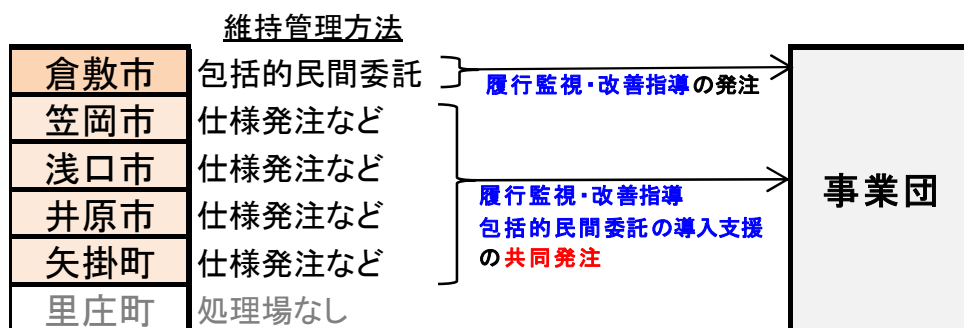 維持管理方法
倉敷市 包括的民間委託
履行監視・改善指導の発注
笠岡市 仕様発注など
浅口市 仕様発注など
井原市 仕様発注など
矢掛町 仕様発注など
履行監視・改善指導
包括的民間委託の導入支援
の共同発注
里庄町 処理場なし
事業団